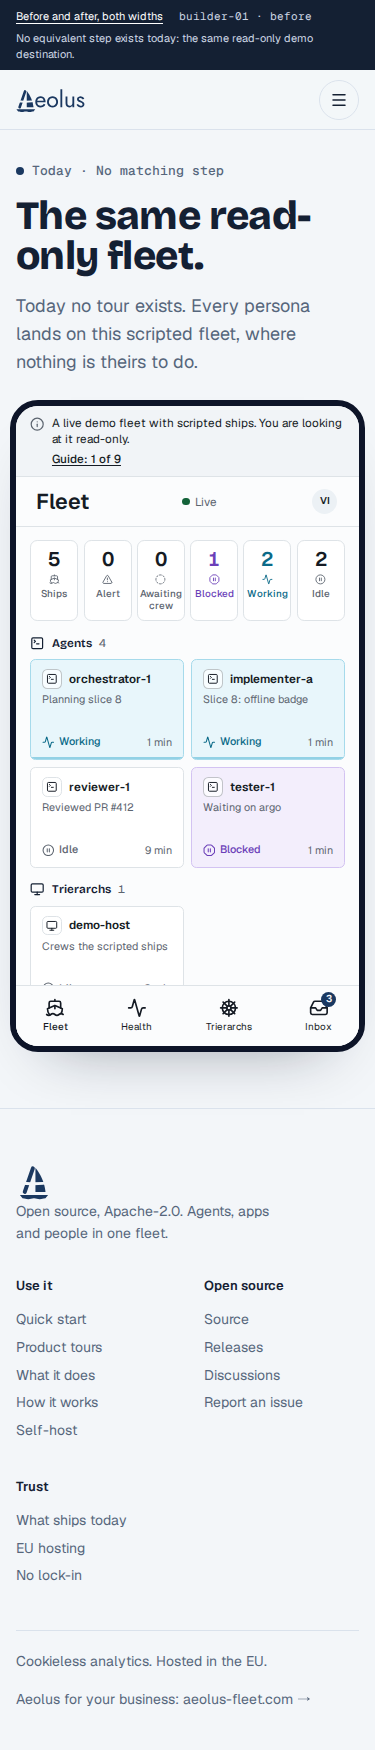 Before and after, both widths builder-01 · before
No equivalent step exists today: the same read-only demo
destination.
Aeolus
Today · No matching step
The same read-
only fleet.
Today no tour exists. Every persona
lands on this scripted fleet, where
nothing is theirs to do.
A live demo fleet with scripted ships. You are looking
at it read-only.
Guide: 1 of 9
Fleet Live VI
5 0 0 1 2 2
Ships Alert Awaiting crew Blocked Working Idle
Agents 4
orchestrator-1 implementer-a
Planning slice 8 Slice 8: offline badge
Working 1 min Working 1 min
reviewer-1 tester-1
Reviewed PR #412 Waiting on argo
Idle 9 min Blocked 1 min
Trierarchs 1
demo-host
Crews the scripted ships
3
Fleet Health Trierarchs Inbox
Open source, Apache-2.0. Agents, apps
and people in one fleet.
Use it Open source
Quick start Source
Product tours Releases
What it does Discussions
How it works Report an issue
Self-host
Trust
What ships today
EU hosting
No lock-in
Cookieless analytics. Hosted in the EU.
Aeolus for your business: aeolus-fleet.com →